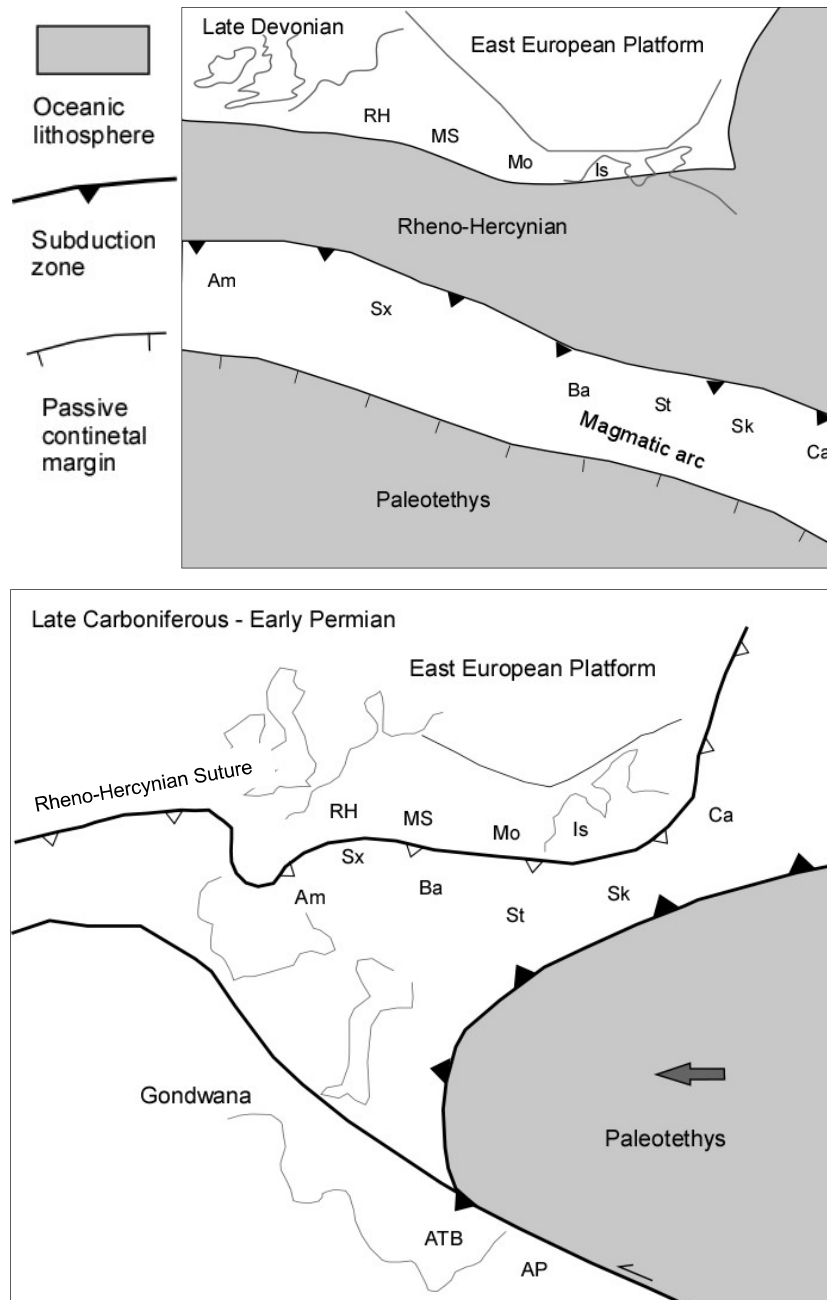 Oceanic
lithosphere
Subduction
zone
Passive
continetal
margin
Late Devonian
East European Platform
RH
MS
Mo
Is
Rheno-Hercynian
Am
Sx
Ba
St
Sk
Ca
Magmatic arc
Paleotethys
Late Carboniferous - Early Permian
East European Platform
Rheno-Hercynian Suture
RH
MS
Mo
Is
Ca
Sx
Am
Ba
St
Sk
Gondwana
Paleotethys
ATB
AP